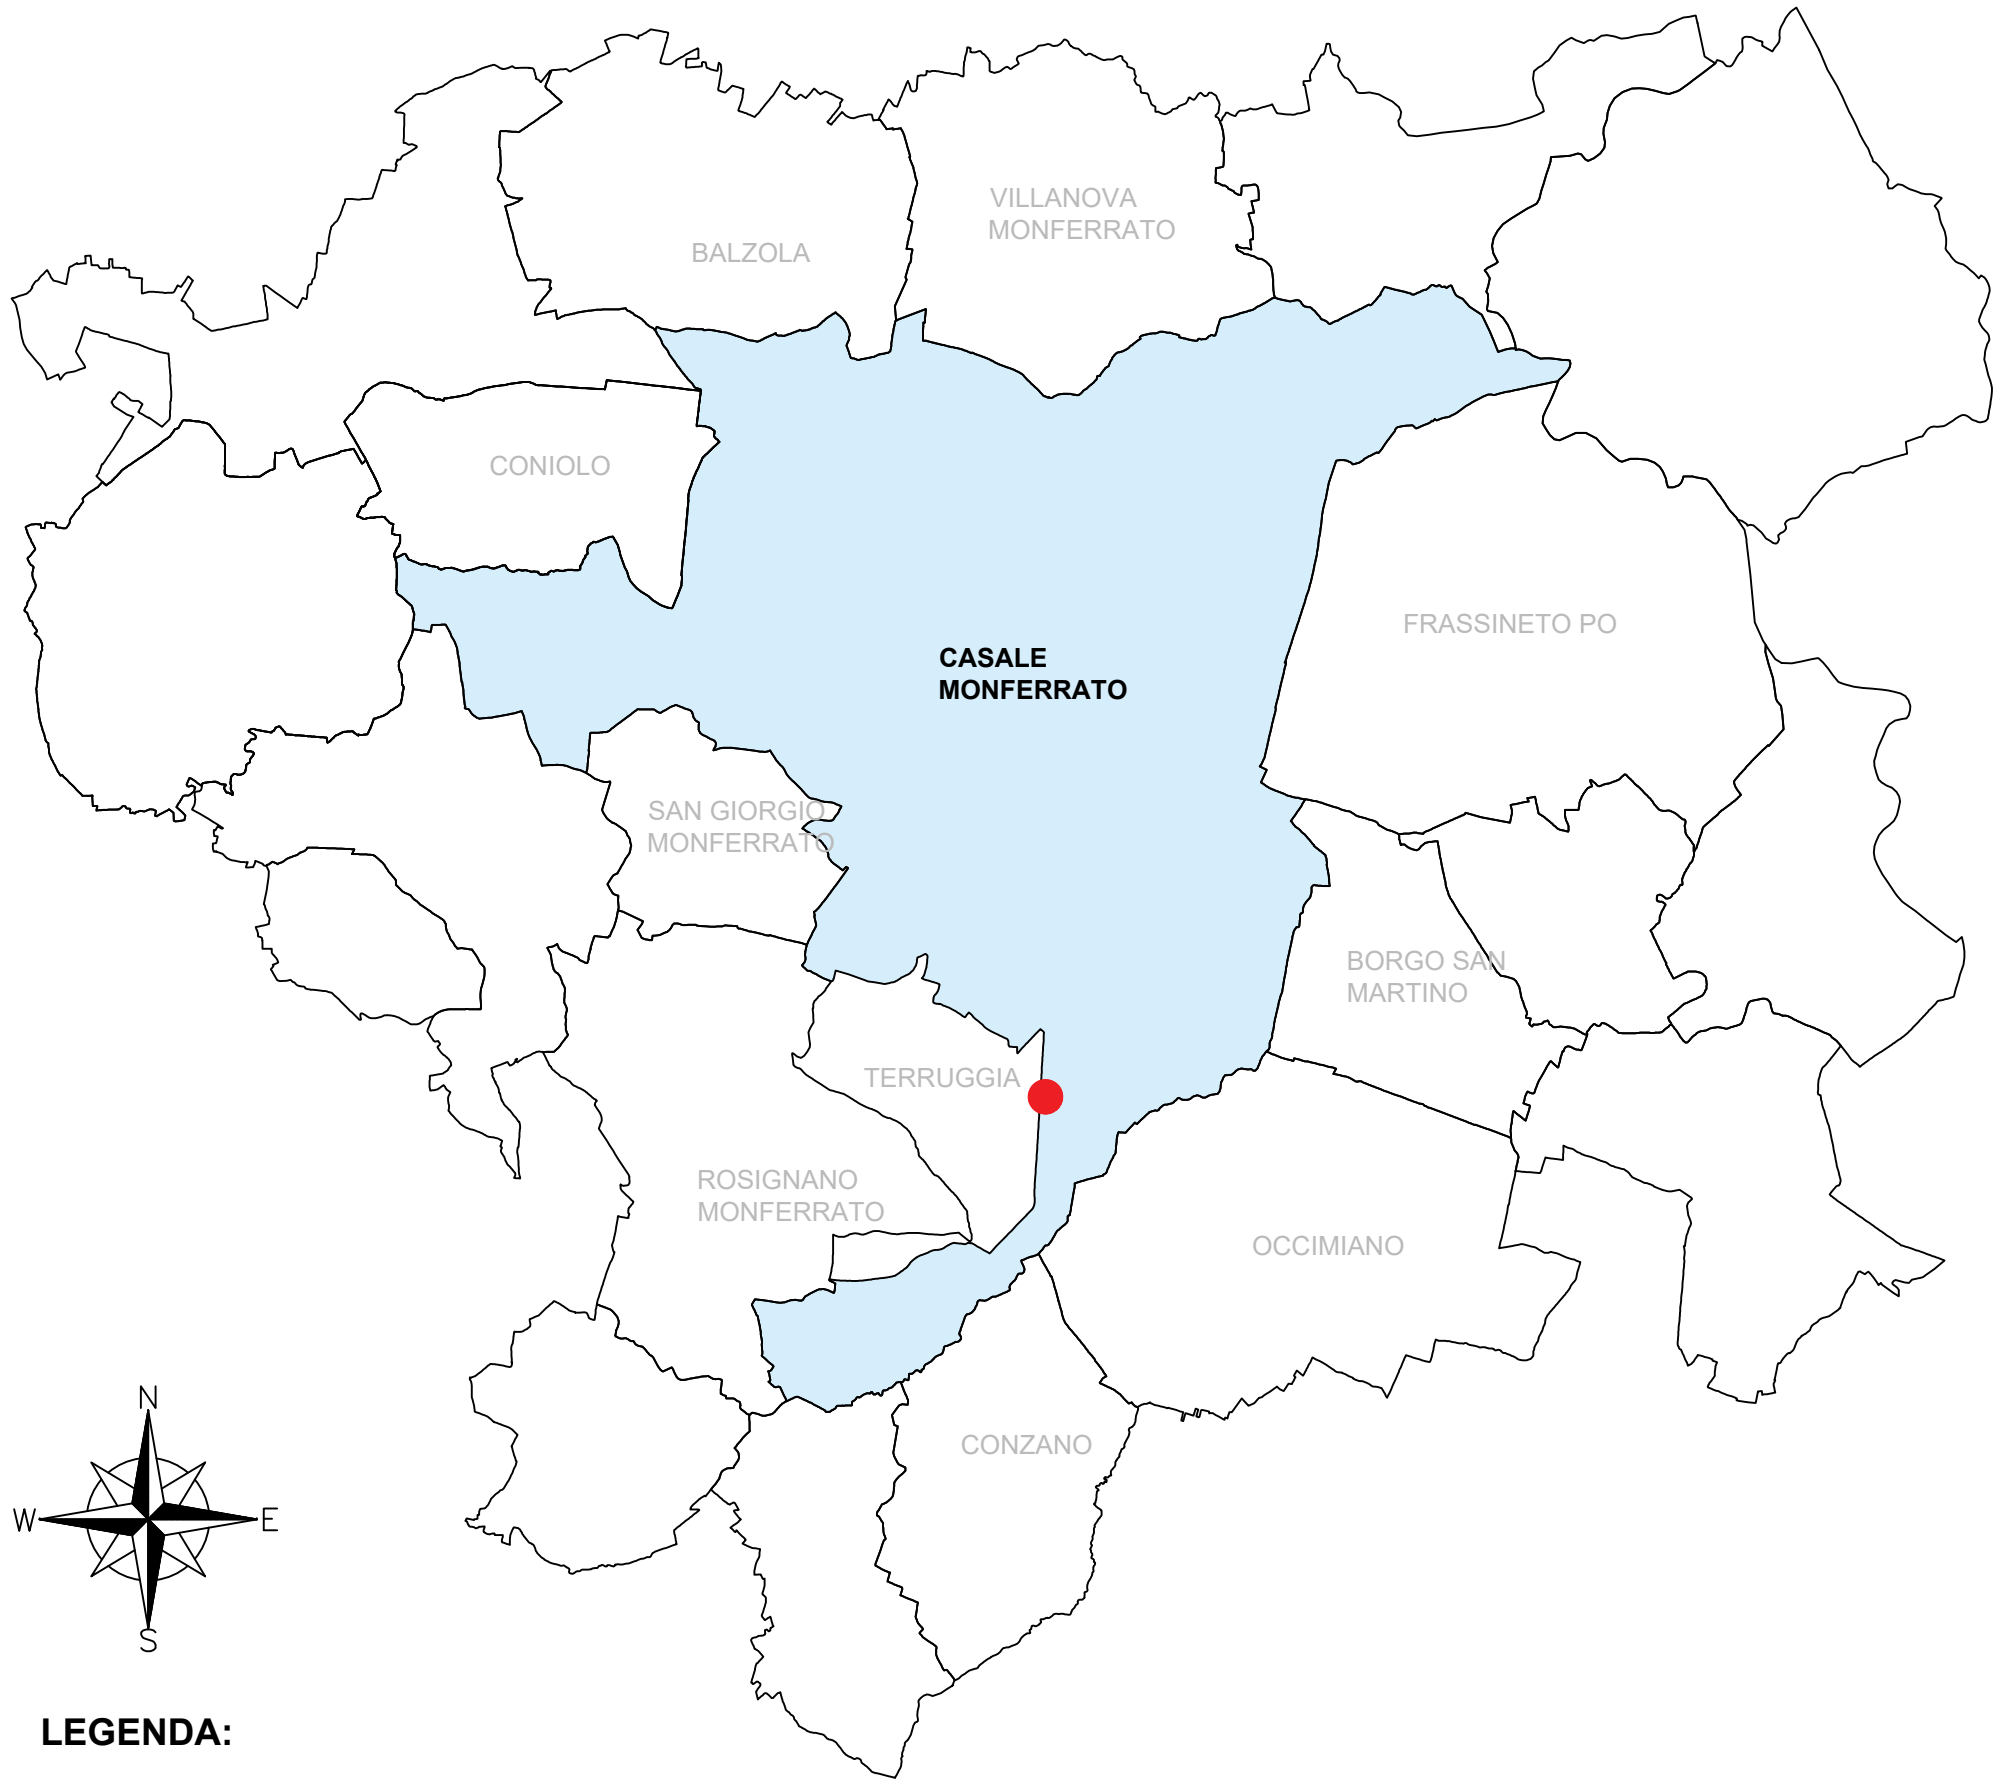 VILLANOVA
MONFERRATO
BALZOLA
CONIOLO
FRASSINETO PO
CASALE
MONFERRATO
SAN GIORGIO
MONFERRATO
BORGO SAN
MARTINO
TERRUGGIA
ROSIGNANO
MONFERRATO
OCCIMIANO
CONZANO
N
W
E
S
LEGENDA: